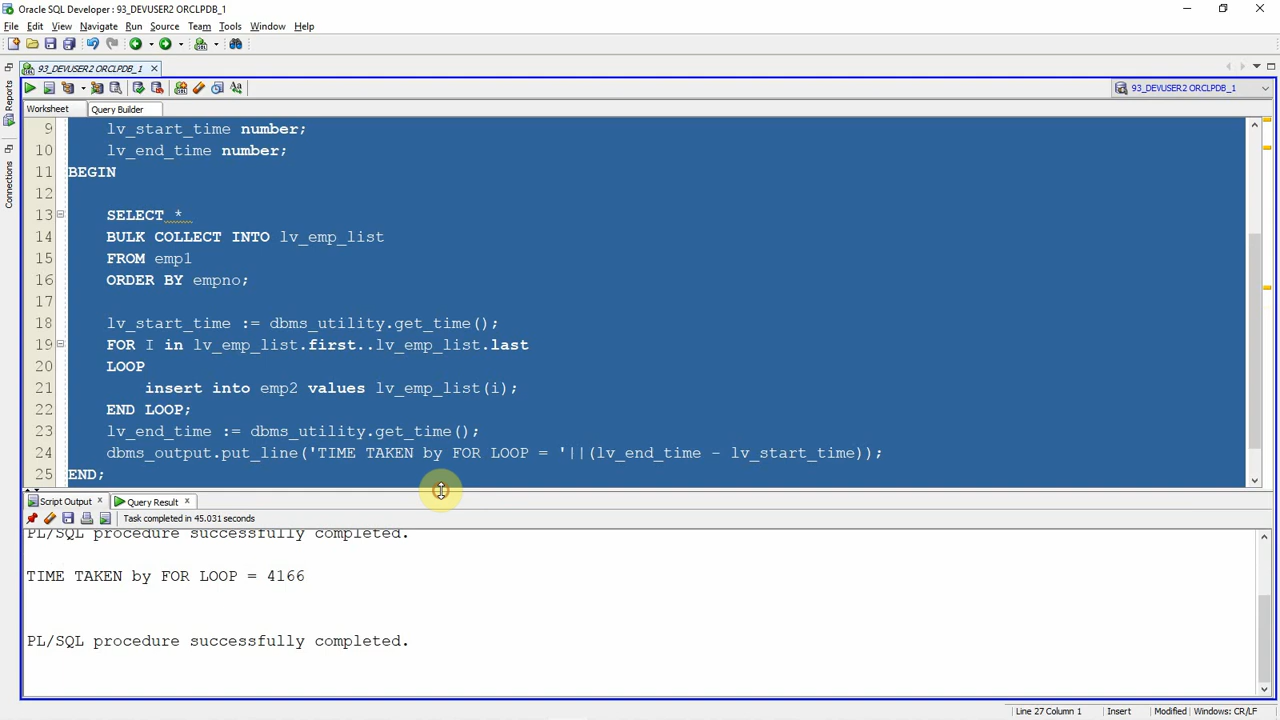 Oracle SQL Developer : 93_DEVUSER2 ORCLPDB_1
File Edit View Navigate Run Source Team Tools Window Help
93_DEVUSER2 ORCLPDB_1
Reports
Connections
93_DEVUSER2 ORCLPDB_1
Worksheet Query Builder
9 lv_start_time number;
10 lv_end_time number;
11 BEGIN
12
13 SELECT *
14 BULK COLLECT INTO lv_emp_list
15 FROM emp1
16 ORDER BY empno;
17
18 lv_start_time := dbms_utility.get_time();
19 FOR I in lv_emp_list.first..lv_emp_list.last
20 LOOP
21 insert into emp2 values lv_emp_list(i);
22 END LOOP;
23 lv_end_time := dbms_utility.get_time();
24 dbms_output.put_line('TIME TAKEN by FOR LOOP = '||(lv_end_time - lv_start_time));
25 END;
Script Output Query Result
Task completed in 45.031 seconds
PL/SQL procedure successfully completed.
TIME TAKEN by FOR LOOP = 4166
PL/SQL procedure successfully completed.
Line 27 Column 1 Insert Modified Windows: CR/LF